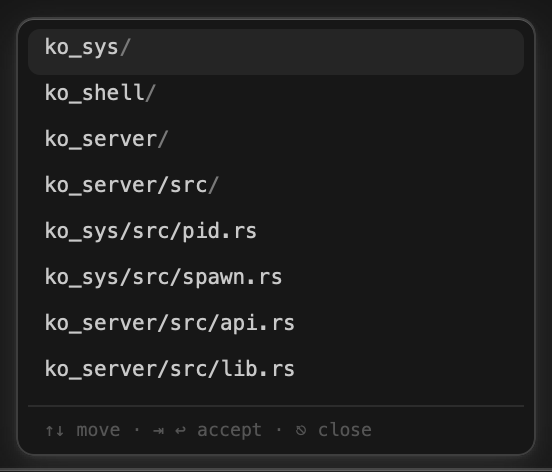 ko_sys/
ko_shell/
ko_server/
ko_server/src/
ko_sys/src/pid.rs
ko_sys/src/spawn.rs
ko_server/src/api.rs
ko_server/src/lib.rs
↑↓ move · ⇥ ↩ accept · ⎋ close